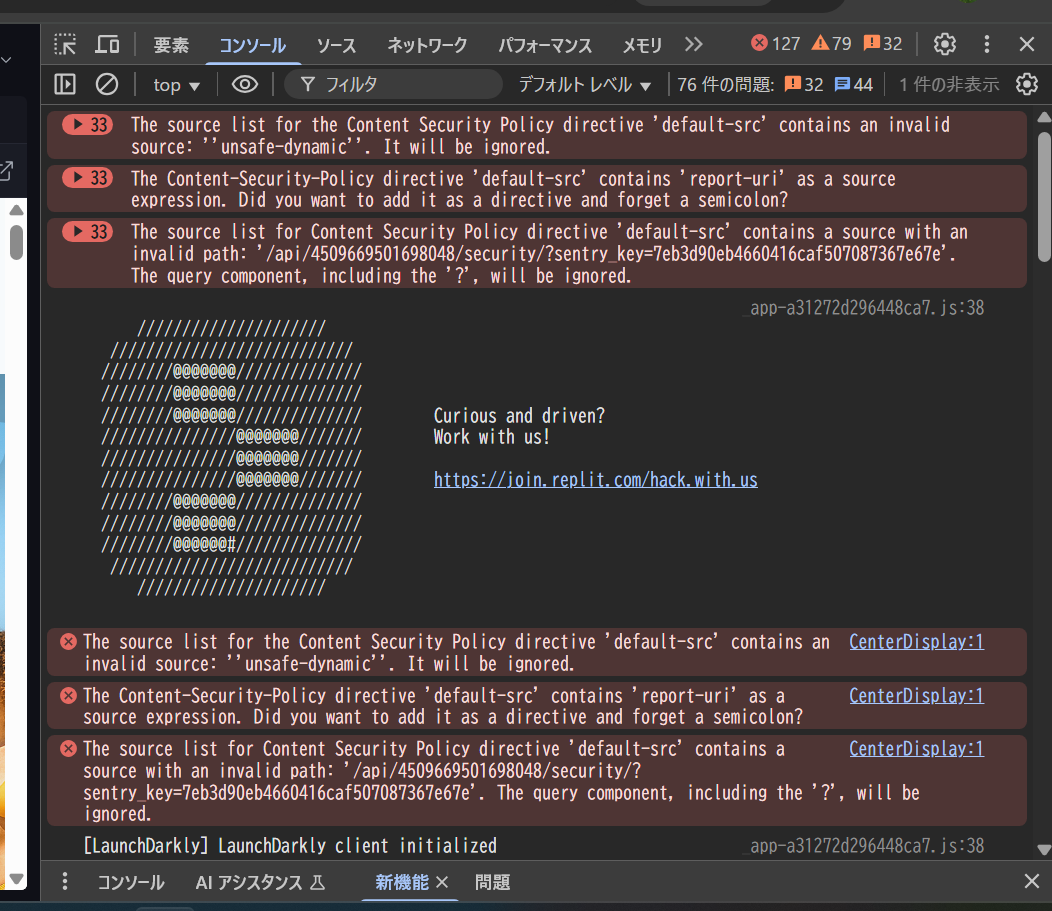 要素 コンソール ソース ネットワーク パフォーマンス メモリ 127 79 32
top フィルタ デフォルト レベル 76 件の問題: 32 44 1 件の非表示
33 The source list for the Content Security Policy directive 'default-src' contains an invalid
source: ''unsafe-dynamic''. It will be ignored.
33 The Content-Security-Policy directive 'default-src' contains 'report-uri' as a source
expression. Did you want to add it as a directive and forget a semicolon?
33 The source list for Content Security Policy directive 'default-src' contains a source with an
invalid path: '/api/4509669501698048/security/?sentry_key=7eb3d90eb4660416caf507087367e67e'.
The query component, including the '?', will be ignored.
_app-a31272d296448ca7.js:38
/////////////////////
///////////////////////////
////////@@@@@@@//////////////
////////@@@@@@@//////////////
////////@@@@@@@////////////// Curious and driven?
///////////////@@@@@@@/////// Work with us!
///////////////@@@@@@@///////
///////////////@@@@@@@/////// https://join.replit.com/hack.with.us
////////@@@@@@@//////////////
////////@@@@@@@//////////////
////////@@@@@@#//////////////
///////////////////////////
/////////////////////
The source list for the Content Security Policy directive 'default-src' contains an CenterDisplay:1
invalid source: ''unsafe-dynamic''. It will be ignored.
The Content-Security-Policy directive 'default-src' contains 'report-uri' as a CenterDisplay:1
source expression. Did you want to add it as a directive and forget a semicolon?
The source list for Content Security Policy directive 'default-src' contains a CenterDisplay:1
source with an invalid path: '/api/4509669501698048/security/?
sentry_key=7eb3d90eb4660416caf507087367e67e'. The query component, including the '?', will be
ignored.
[LaunchDarkly] LaunchDarkly client initialized _app-a31272d296448ca7.js:38
コンソール AI アシスタンス 新機能 問題